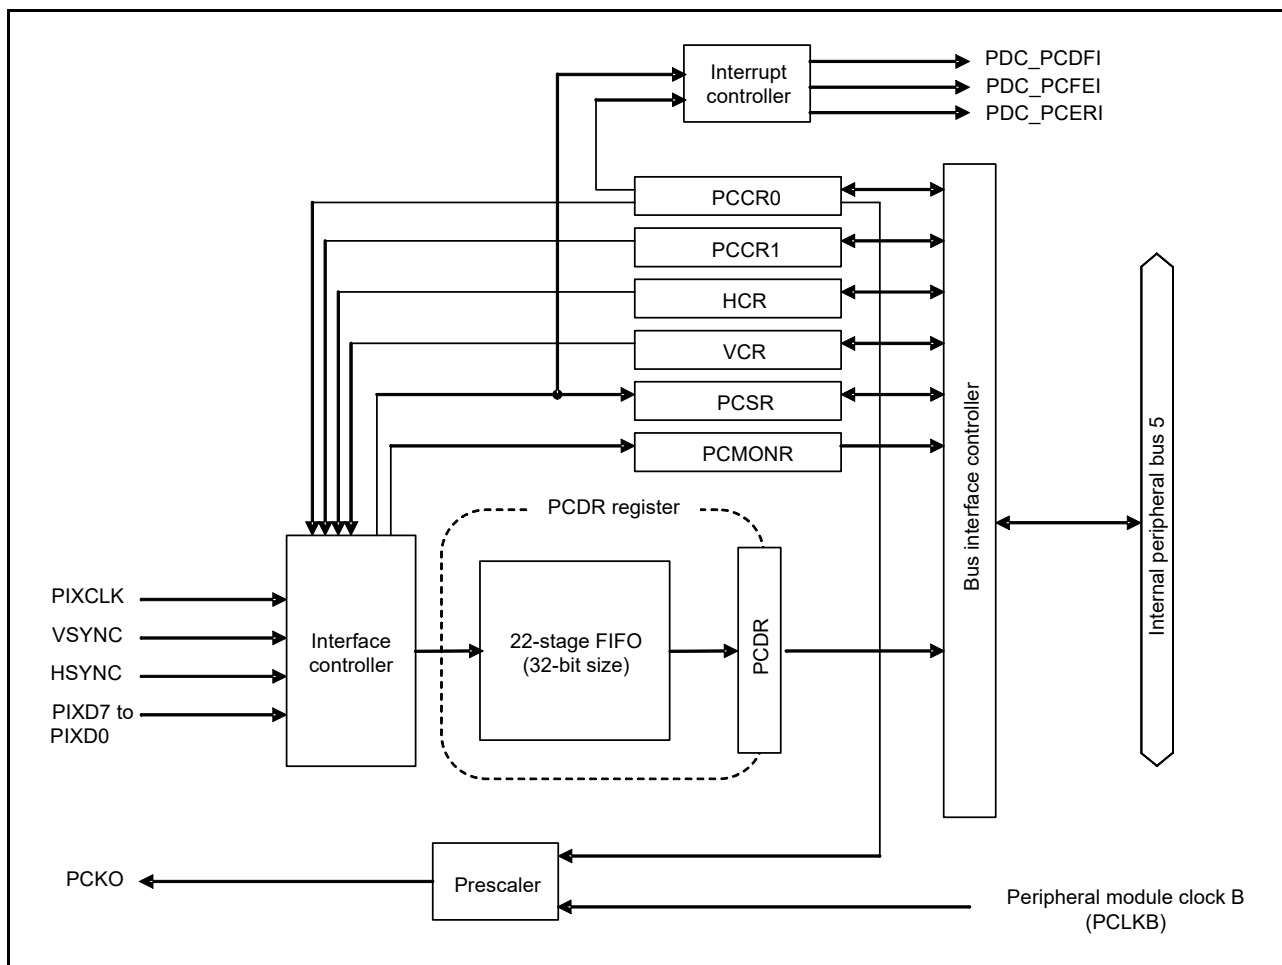 Interrupt
controller
PDC_PCDFI
PDC_PCFEI
PDC_PCERI
PCCR0
PCCR1
HCR
VCR
PCSR
PCMONR
PCDR register
PIXCLK
VSYNC
HSYNC
PIXD7 to
PIXD0
Interface
controller
22-stage FIFO
(32-bit size)
PCDR
Bus interface controller
Internal peripheral bus 5
PCKO
Prescaler
Peripheral module clock B
(PCLKB)